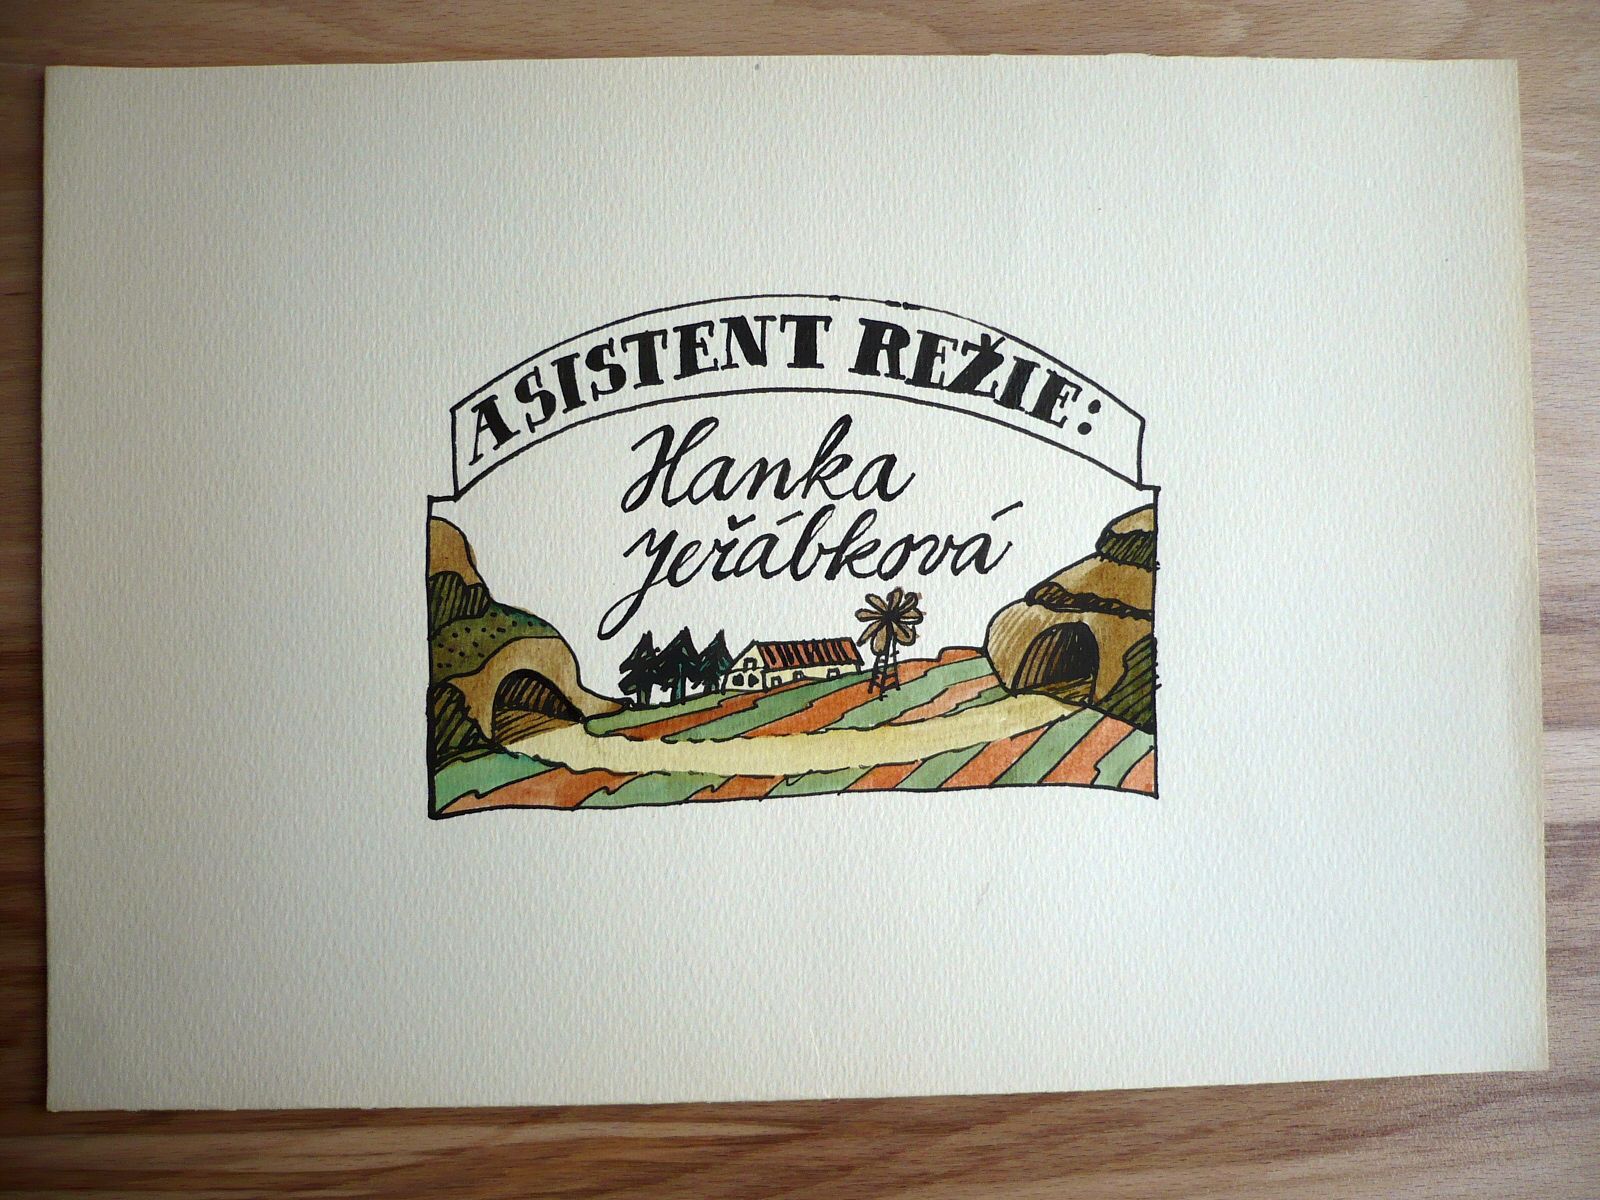 ASISTENT REŽIE:
Hanka
Jeřábková